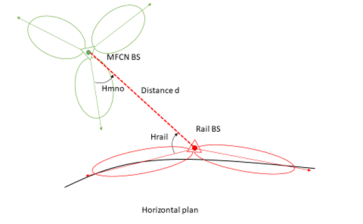 MFCN BS
Hmno
Distance d
Hrail
Rail BS
Horizontal plan